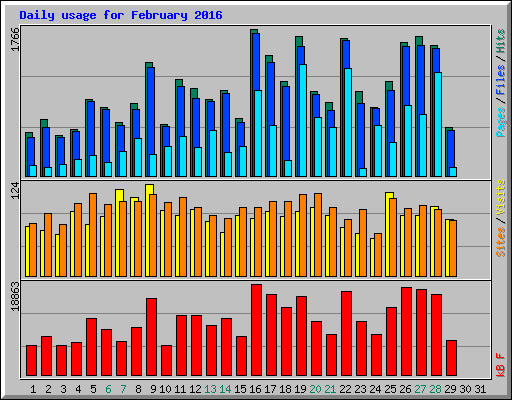 Daily usage for February 2016
1766
Pages / Files / Hits
124
Sites / Visits
18863
kB F
1 2 3 4 5 6 7 8 9 10 11 12 13 14 15 16 17 18 19 20 21 22 23 24 25 26 27 28 29 30 31